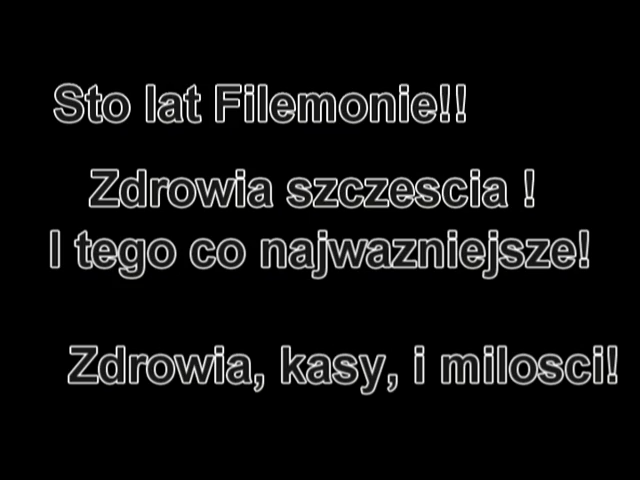 Sto lat Filemonie!!
Zdrowia szczescia !
I tego co najwazniejsze!
Zdrowia, kasy, i milosci!